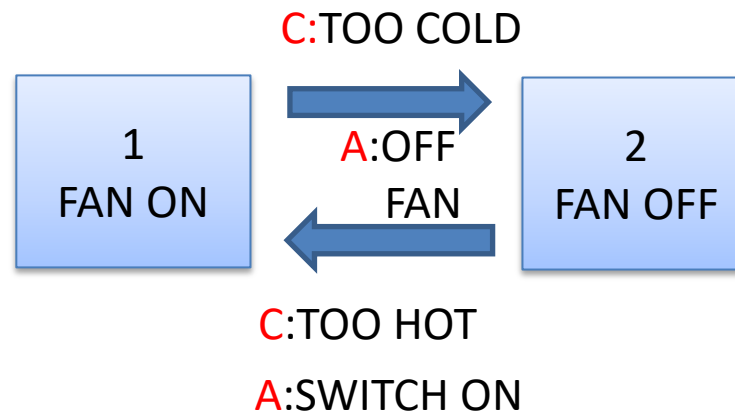 C:TOO COLD
1
FAN ON
A:OFF
FAN
2
FAN OFF
C:TOO HOT
A:SWITCH ON